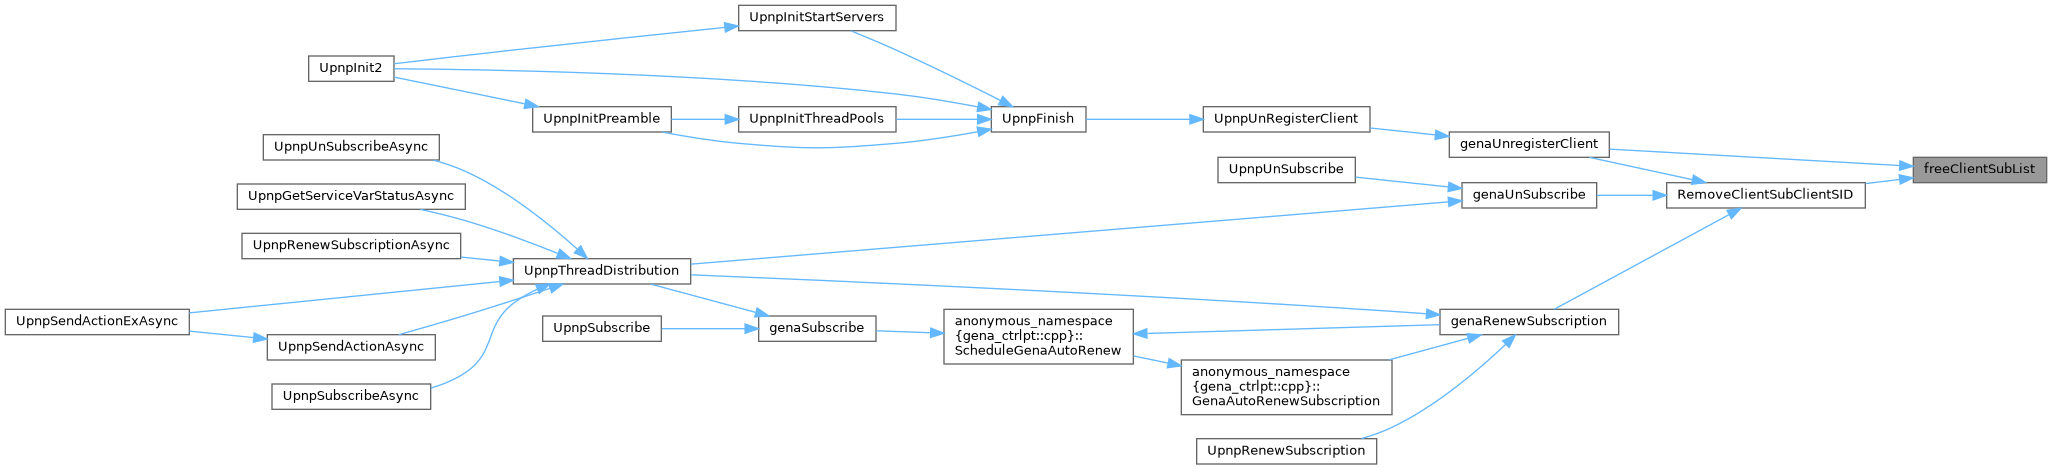 UpnpInitStartServers
UpnpInit2
UpnpInitPreamble
UpnpInitThreadPools
UpnpFinish
UpnpUnRegisterClient
genaUnregisterClient
freeClientSubList
UpnpUnSubscribeAsync
UpnpUnSubscribe
UpnpGetServiceVarStatusAsync
genaUnSubscribe
RemoveClientSubClientSID
UpnpRenewSubscriptionAsync
UpnpThreadDistribution
UpnpSendActionExAsync
UpnpSendActionAsync
UpnpSubscribe
genaSubscribe
anonymous_namespace
{gena_ctrlpt::cpp}::
ScheduleGenaAutoRenew
genaRenewSubscription
anonymous_namespace
{gena_ctrlpt::cpp}::
GenaAutoRenewSubscription
UpnpSubscribeAsync
UpnpRenewSubscription